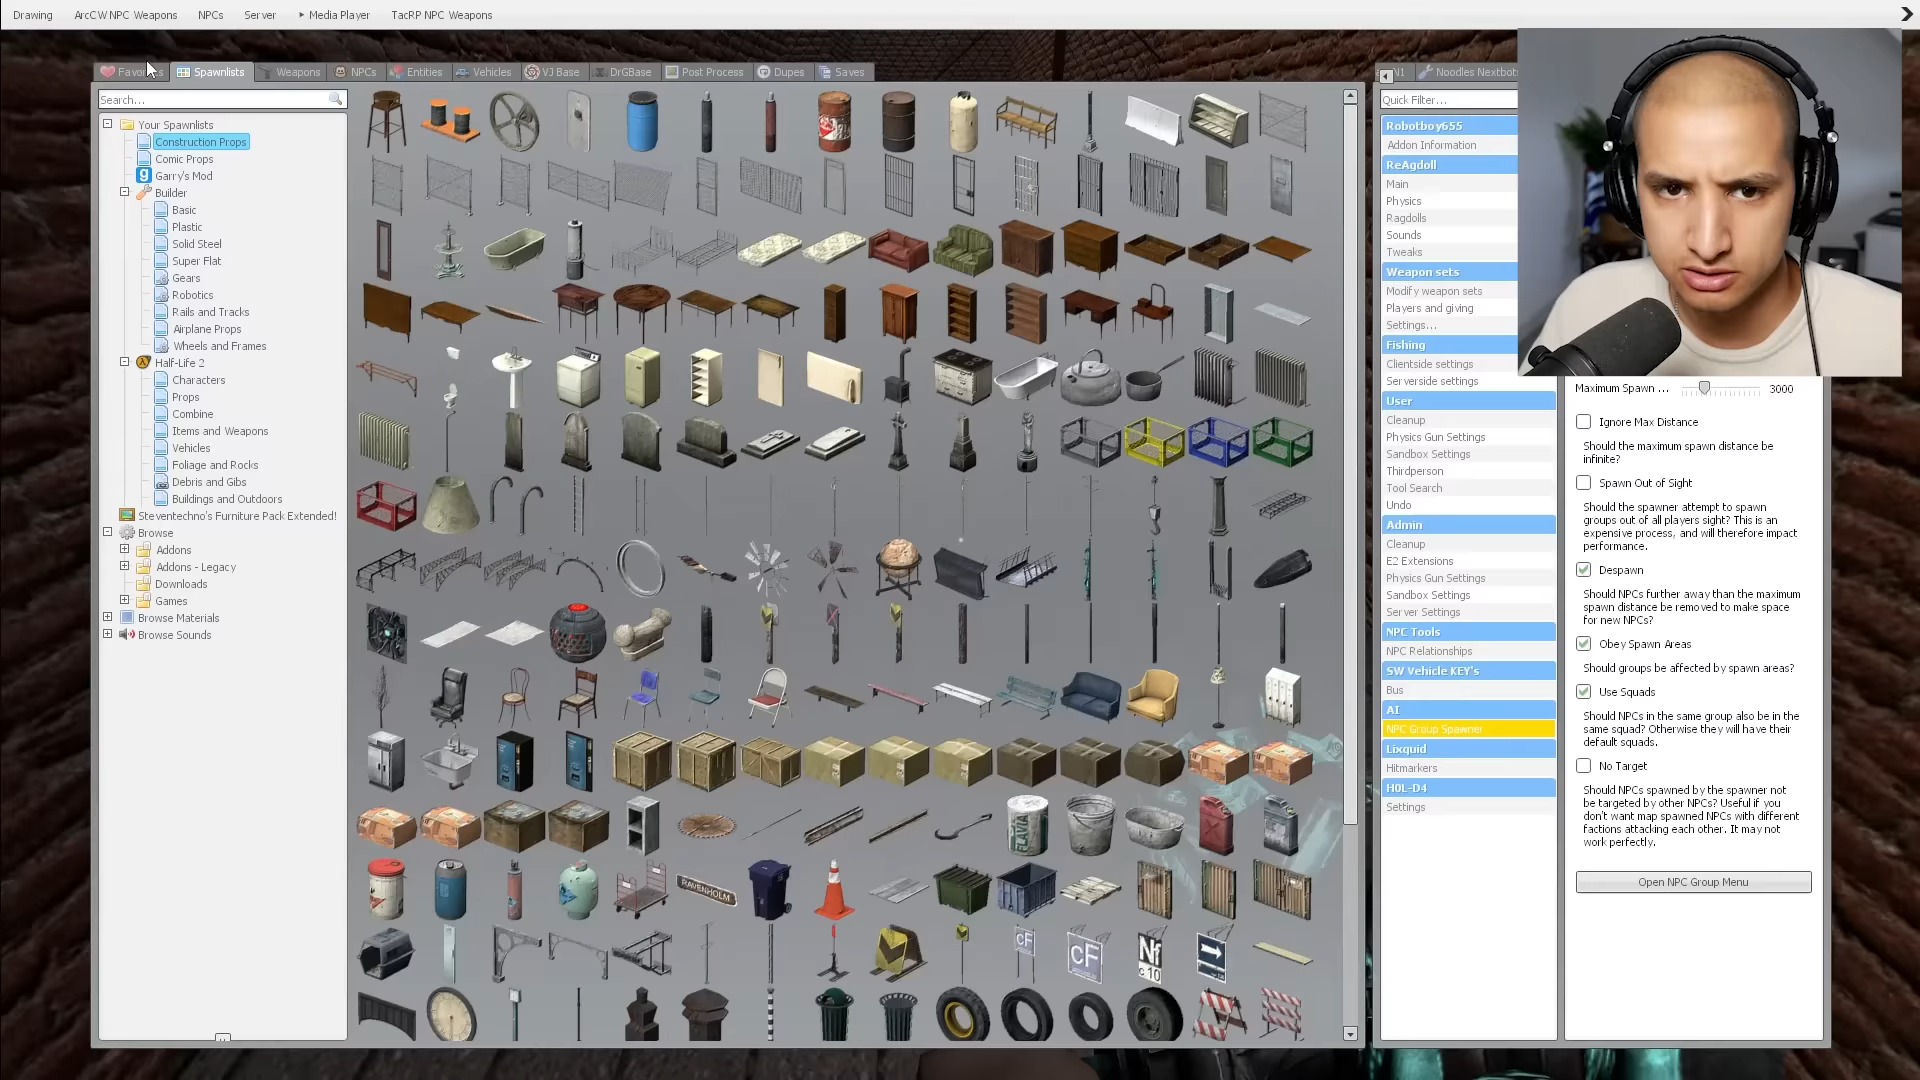 Drawing
ArcCW NPC Weapons
NPCs
Server
Media Player
TacRP NPC Weapons
Spawnlists
Weapons
NPCs
Entities
Vehicles
VJ Base
DrGBase
Post Process
Dupes
Saves
Search...
Your Spawnlists
Construction Props
Comic Props
Garry's Mod
Builder
Basic
Plastic
Solid Steel
Super Flat
Gears
Robotics
Rails and Tracks
Airplane Props
Wheels and Frames
Half-Life 2
Characters
Props
Combine
Items and Weapons
Vehicles
Foliage and Rocks
Debris and Gibs
Buildings and Outdoors
Steventechno's Furniture Pack Extended!
Browse
Addons
Addons - Legacy
Downloads
Games
Browse Materials
Browse Sounds
FLAVIA
RAVENHOLM
CF
CF
Nf
c 10
Noodles Nextbot
Quick Filter...
Robotboy655
Addon Information
ReAgdoll
Main
Physics
Ragdolls
Sounds
Tweaks
Weapon sets
Modify weapon sets
Players and giving
Settings...
Fishing
Clientside settings
Serverside settings
User
Cleanup
Physics Gun Settings
Sandbox Settings
Thirdperson
Tool Search
Undo
Admin
Cleanup
E2 Extensions
Physics Gun Settings
Sandbox Settings
Server Settings
NPC Tools
NPC Relationships
SW Vehicle KEY's
Bus
AI
NPC Group Spawner
Lixquid
Hitmarkers
H0L-D4
Settings
Maximum Spawn ... 3000
Ignore Max Distance
Should the maximum spawn distance be
infinite?
Spawn Out of Sight
Should the spawner attempt to spawn
groups out of all players sight? This is an
expensive process, and will therefore impact
performance.
Despawn
Should NPCs further away than the maximum
spawn distance be removed to make space
for new NPCs?
Obey Spawn Areas
Should groups be affected by spawn areas?
Use Squads
Should NPCs in the same group also be in the
same squad? Otherwise they will have their
default squads.
No Target
Should NPCs spawned by the spawner not
be targeted by other NPCs? Useful if you
don't want map spawned NPCs with different
factions attacking each other. It may not
work perfectly.
Open NPC Group Menu